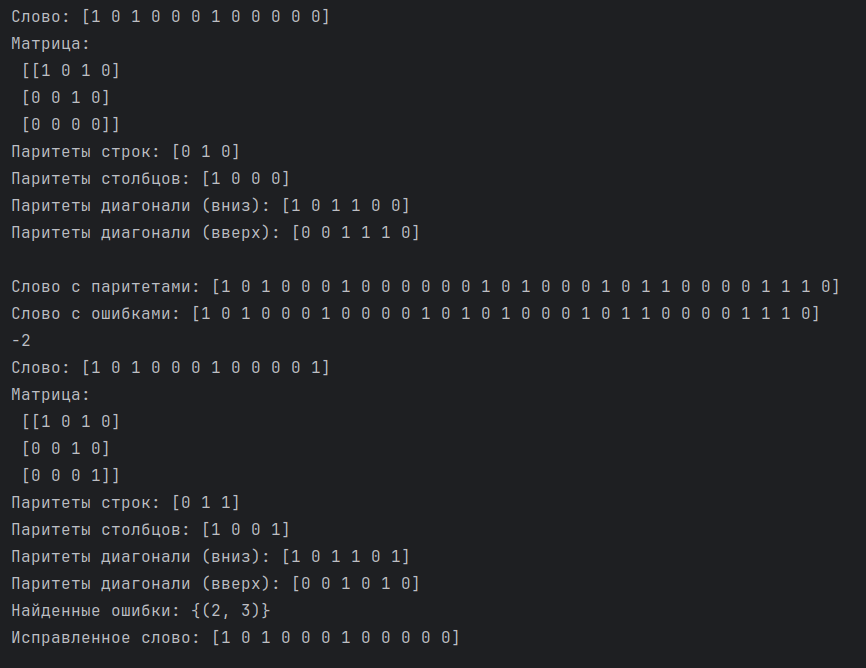 Слово: [1 0 1 0 0 0 1 0 0 0 0 0]
Матрица:
[[1 0 1 0]
[0 0 1 0]
[0 0 0 0]]
Паритеты строк: [0 1 0]
Паритеты столбцов: [1 0 0 0]
Паритеты диагонали (вниз): [1 0 1 1 0 0]
Паритеты диагонали (вверх): [0 0 1 1 1 0]
Слово с паритетами: [1 0 1 0 0 0 1 0 0 0 0 0 0 1 0 1 0 0 0 1 0 1 1 0 0 0 0 1 1 1 0]
Слово с ошибками: [1 0 1 0 0 0 1 0 0 0 0 1 0 1 0 1 0 0 0 1 0 1 1 0 0 0 0 1 1 1 0]
-2
Слово: [1 0 1 0 0 0 1 0 0 0 0 1]
Матрица:
[[1 0 1 0]
[0 0 1 0]
[0 0 0 1]]
Паритеты строк: [0 1 1]
Паритеты столбцов: [1 0 0 1]
Паритеты диагонали (вниз): [1 0 1 1 0 1]
Паритеты диагонали (вверх): [0 0 1 0 1 0]
Найденные ошибки: {(2, 3)}
Исправленное слово: [1 0 1 0 0 0 1 0 0 0 0 0]